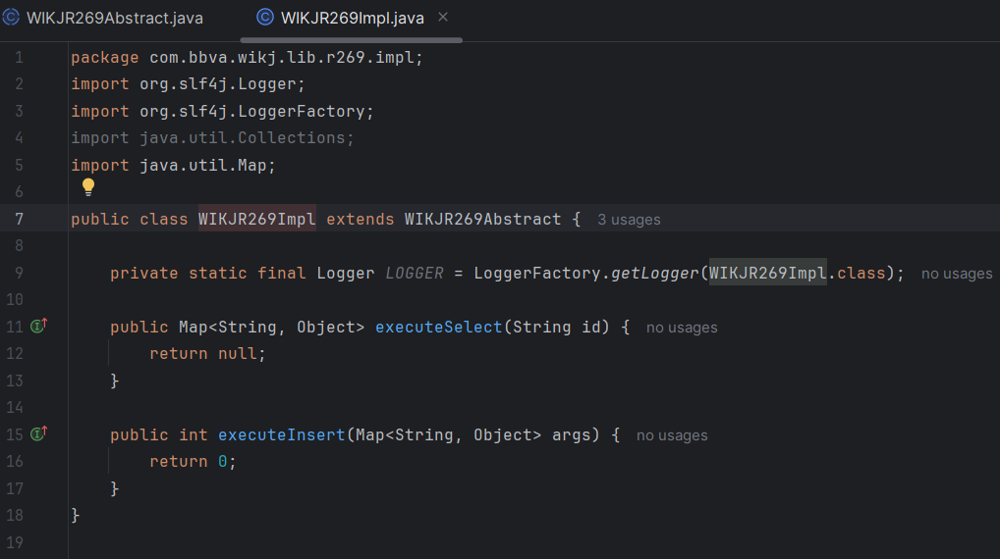 WIKJR269Abstract.java WIKJR269Impl.java
1 package com.bbva.wikj.lib.r269.impl;
2 import org.slf4j.Logger;
3 import org.slf4j.LoggerFactory;
4 import java.util.Collections;
5 import java.util.Map;
6
7 public class WIKJR269Impl extends WIKJR269Abstract { 3 usages
8
9 private static final Logger LOGGER = LoggerFactory.getLogger(WIKJR269Impl.class); no usages
10
11 public Map<String, Object> executeSelect(String id) { no usages
12 return null;
13 }
14
15 public int executeInsert(Map<String, Object> args) { no usages
16 return 0;
17 }
18 }
19